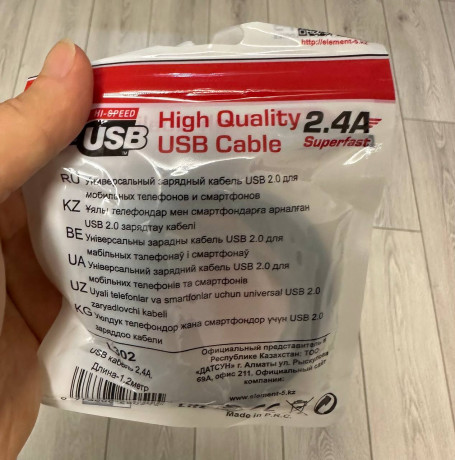 http://element-5.kz
HI-SPEED
USB
High Quality
USB Cable
2.4A
Superfast
RU Универсальный зарядный кабель USB 2.0 для
мобильных телефонов и смартфонов
KZ Ұялы телефондар мен смартфондарға арналған
USB 2.0 зарядтау кабелі
BE Універсальны зарадны кабель USB 2.0 для
мабільных тэлефонаў і смартфонаў
UA Універсальний зарядний кабель USB 2.0 для
мобільних телефонів та смартфонів
UZ Uyali telefonlar va smartfonlar uchun universal USB 2.0
zaryadlovchi kabeli
KG Уюлдук телефондор жана смартфондор үчүн USB 2.0
заряддоо кабели
USB кабель 2.4A,
Длина-1,2метр
Официальный представитель в
Республике Казахстан: ТОО
«ДАТСУН» г. Алматы ул. Рыскулова
69А, офис 211. Официальный сайт
компании:
www.element-5.kz
Made in P.R.C